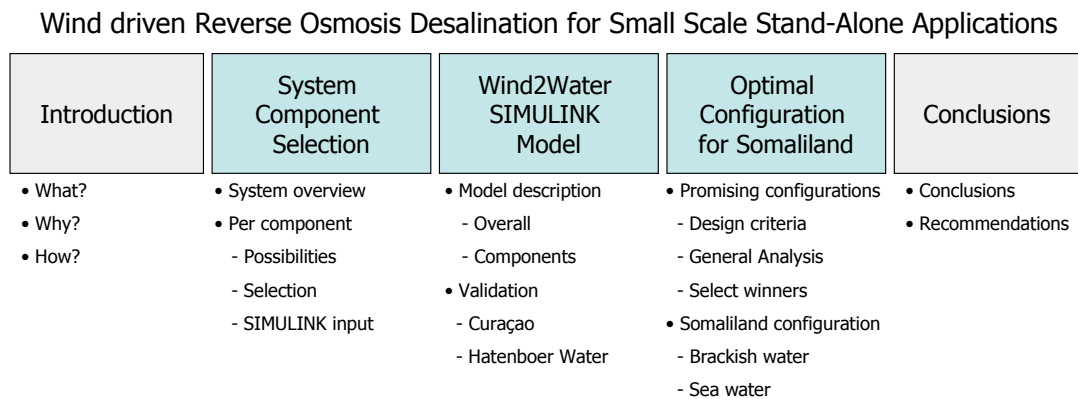 Wind driven Reverse Osmosis Desalination for Small Scale Stand-Alone Applications
Introduction
• What?
• Why?
• How?
System
Component
Selection
• System overview
• Per component
- Possibilities
- Selection
- SIMULINK input
Wind2Water
SIMULINK
Model
• Model description
- Overall
- Components
• Validation
- Curaçao
- Hatenboer Water
Optimal
Configuration
for Somaliland
• Promising configurations
- Design criteria
- General Analysis
- Select winners
• Somaliland configuration
- Brackish water
- Sea water
Conclusions
• Conclusions
• Recommendations